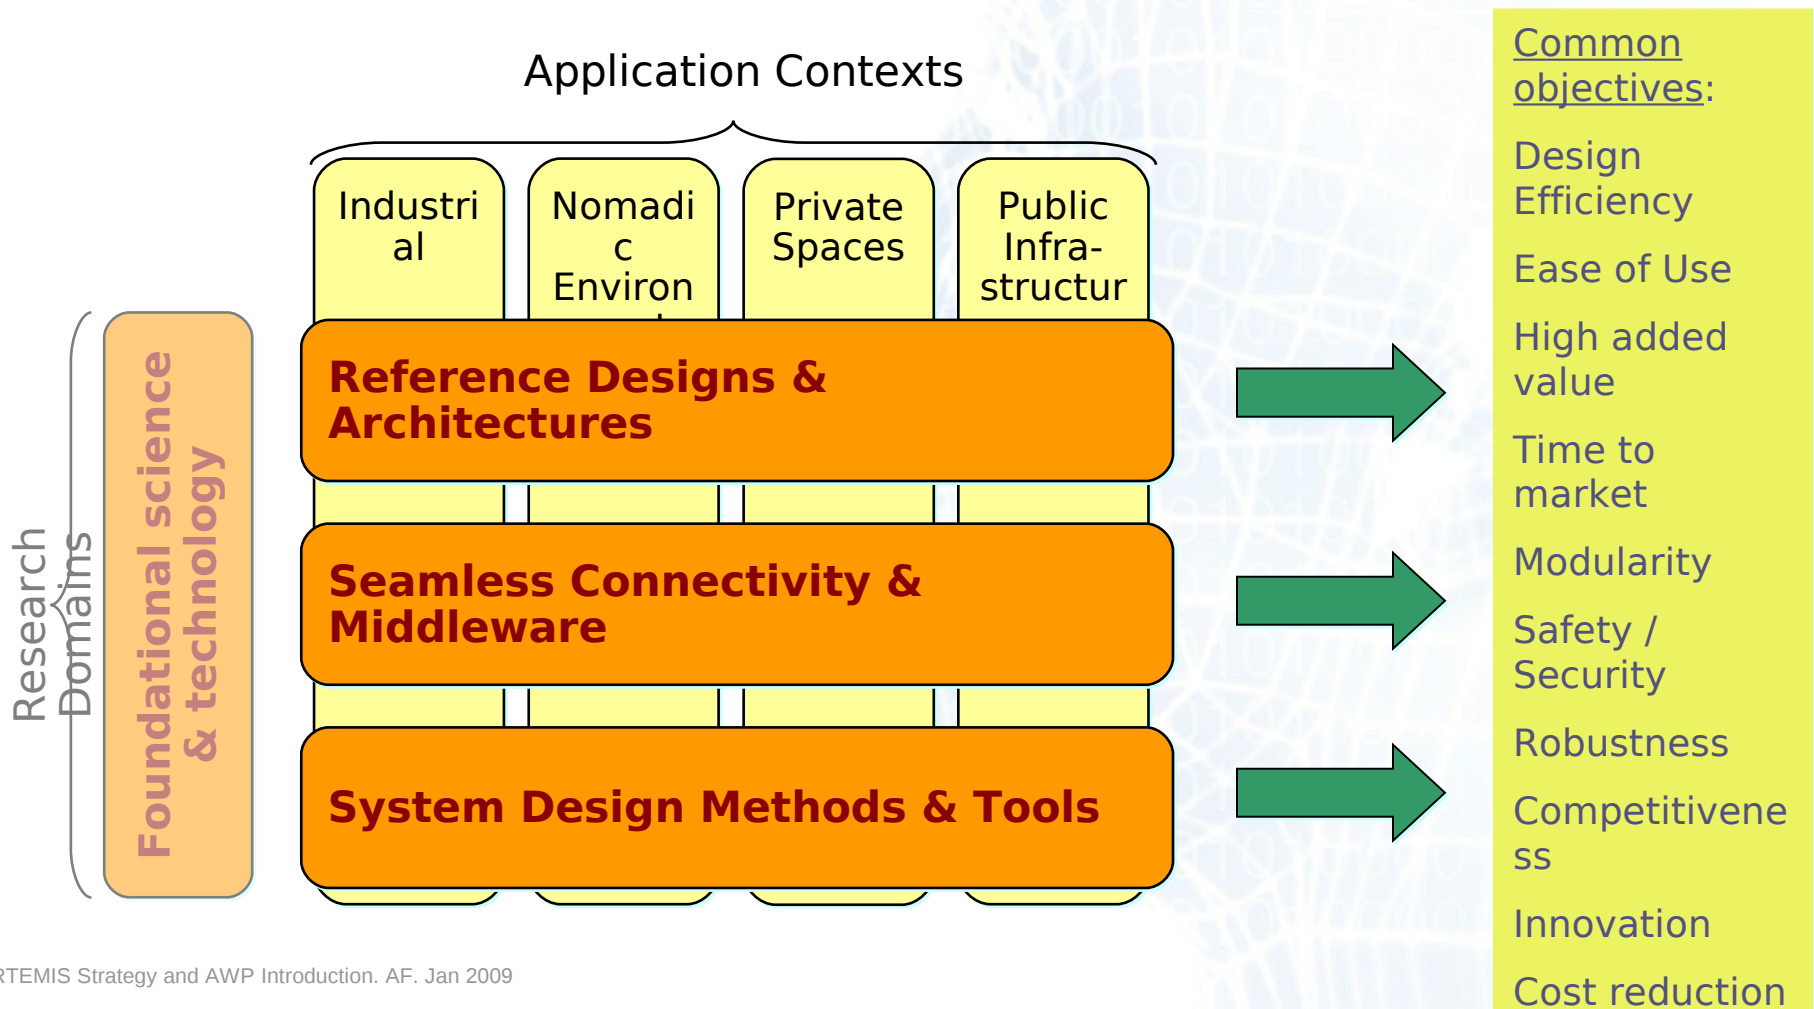 Application Contexts
Industri
al
Nomadi
c
Environ
Private
Spaces
Public
Infra-
structur
Research
Domains
Foundational science
& technology
Reference Designs &
Architectures
Seamless Connectivity &
Middleware
System Design Methods & Tools
Common
objectives:
Design
Efficiency
Ease of Use
High added
value
Time to
market
Modularity
Safety /
Security
Robustness
Competitivene
ss
Innovation
Cost reduction
RTEMIS Strategy and AWP Introduction. AF. Jan 2009